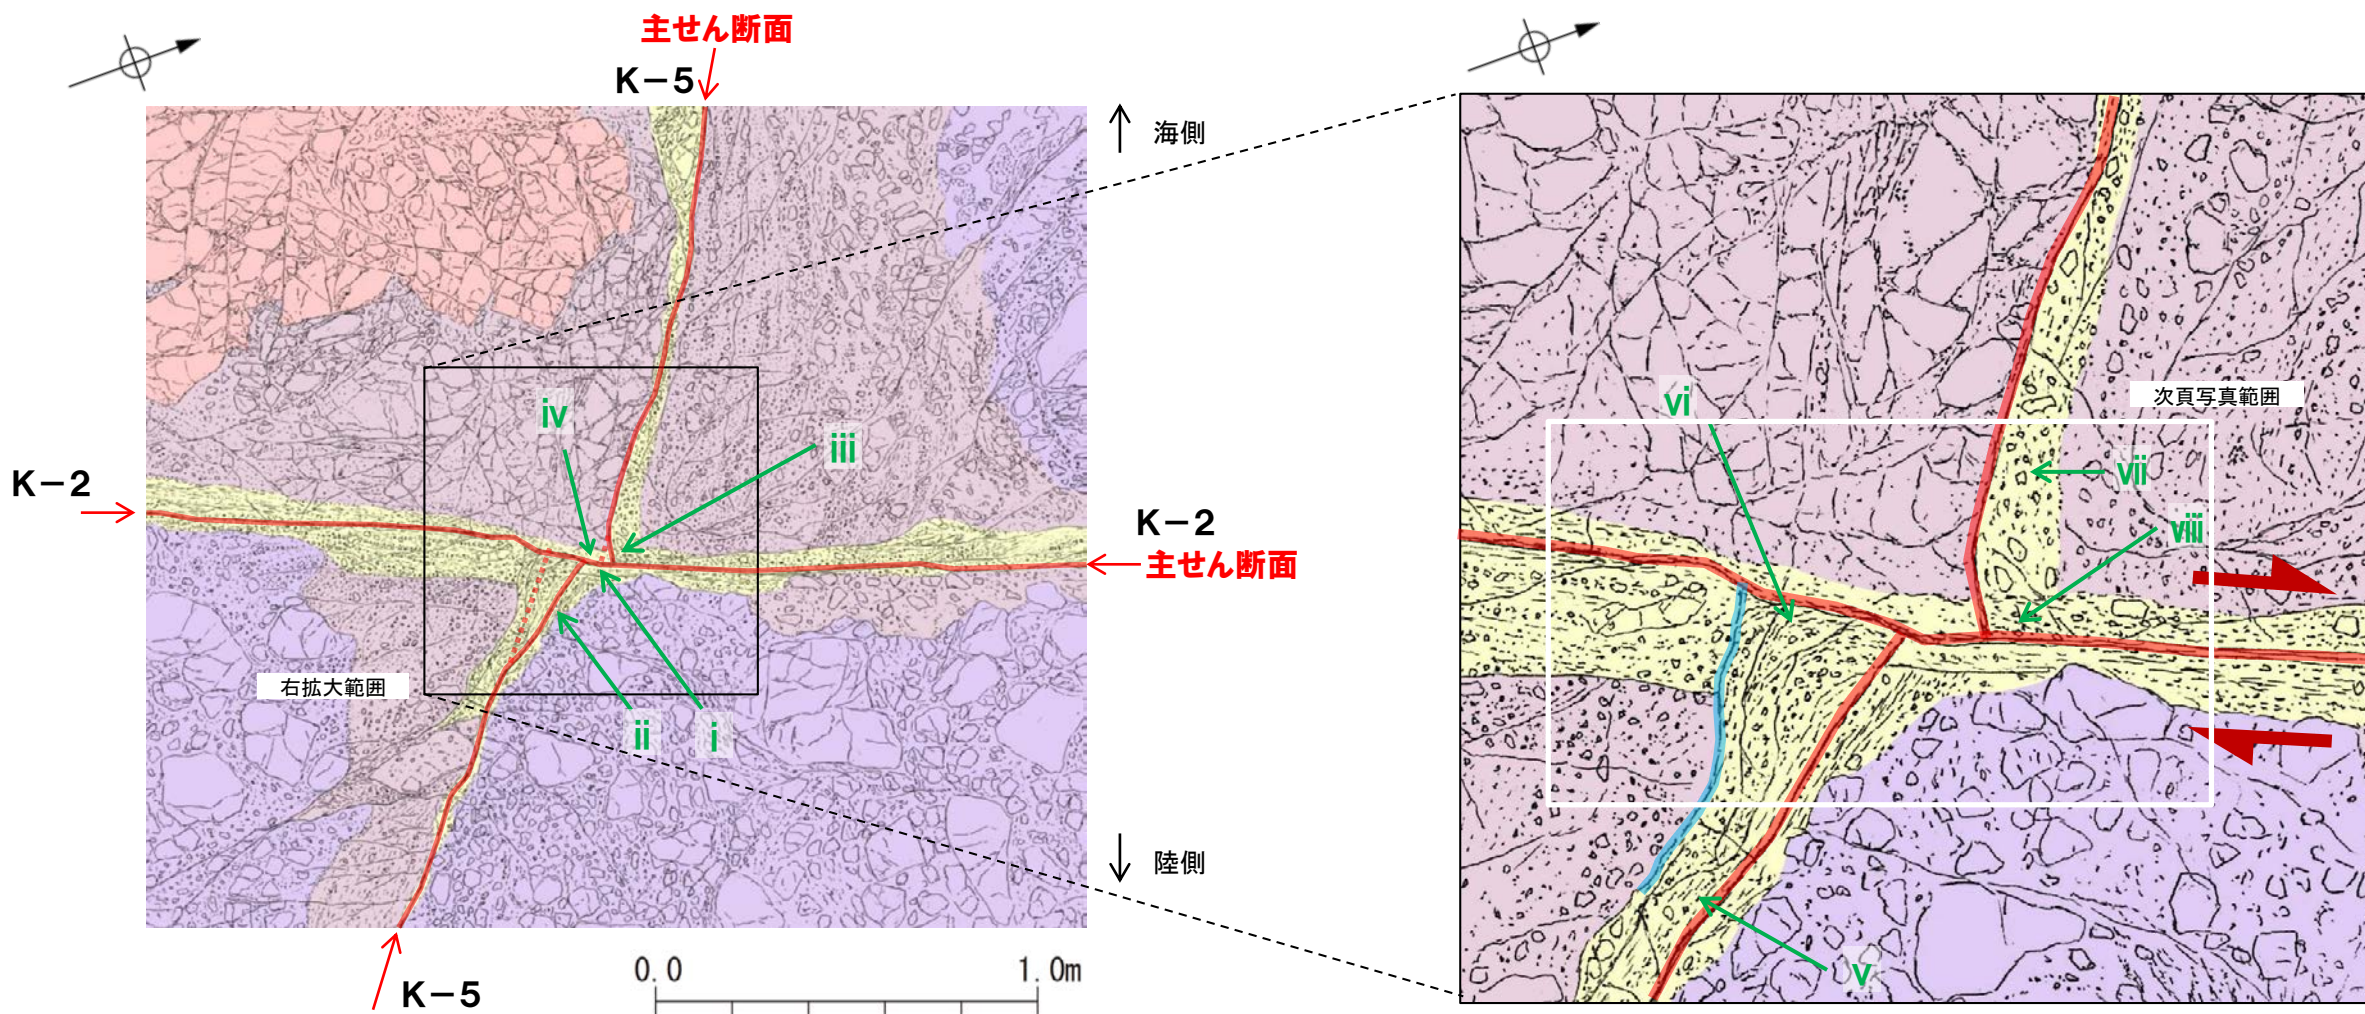 主せん断面
K−5
海側
iv
iii
K−2
K−2
主せん断面
右拡大範囲
ii
i
陸側
K−5
0.0
1.0m
次頁写真範囲
vi
vii
viii
v